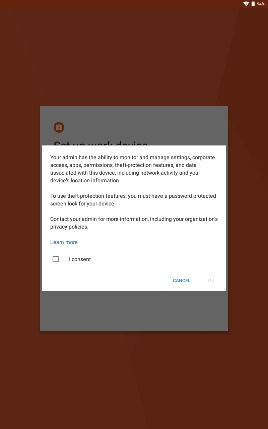 Set up work device
Your admin has the ability to monitor and manage settings, corporate
access, apps, permissions, theft-protection features, and data
associated with this device, including network activity and your
device's location information.
To use theft-protection features, you must have a password-protected
screen lock for your device
Contact your admin for more information, including your organization's
privacy policies.
Learn more
I consent
CANCEL
OK